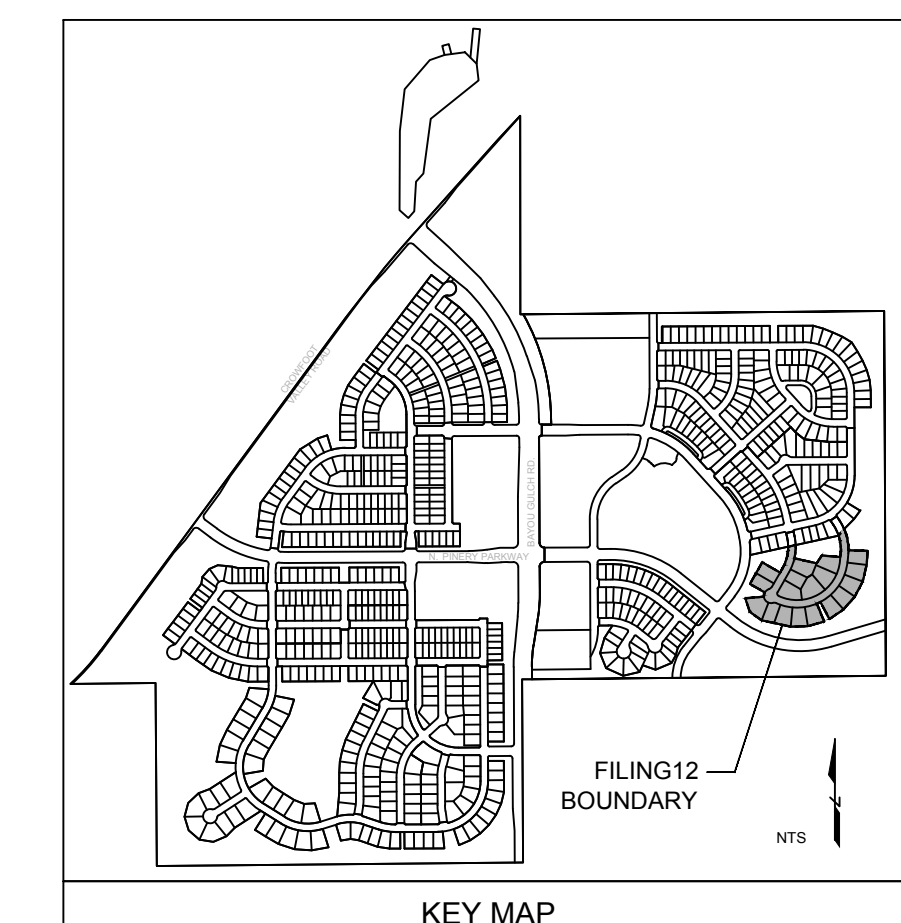 CROWFOOT
VALLEY ROAD
BAYOU GULCH RD.
N. PINERY PARKWAY
FILING12
BOUNDARY
NTS
KEY MAP